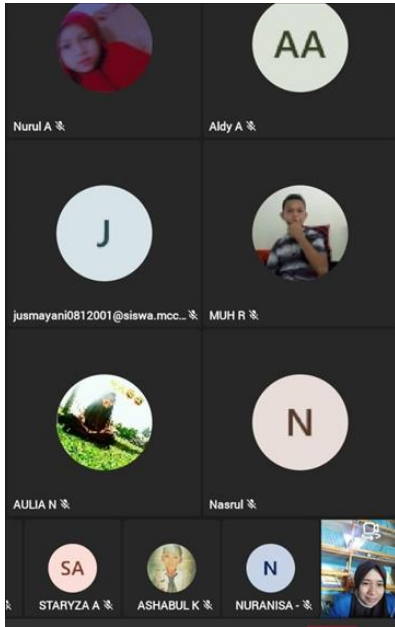 AA
Nurul A
Aldy A
J
jusmayani0812001@siswa.mcc...
MUH R
N
AULIA N
Nasrul
SA
N
STARYZA A
ASHABUL K
NURANISA -